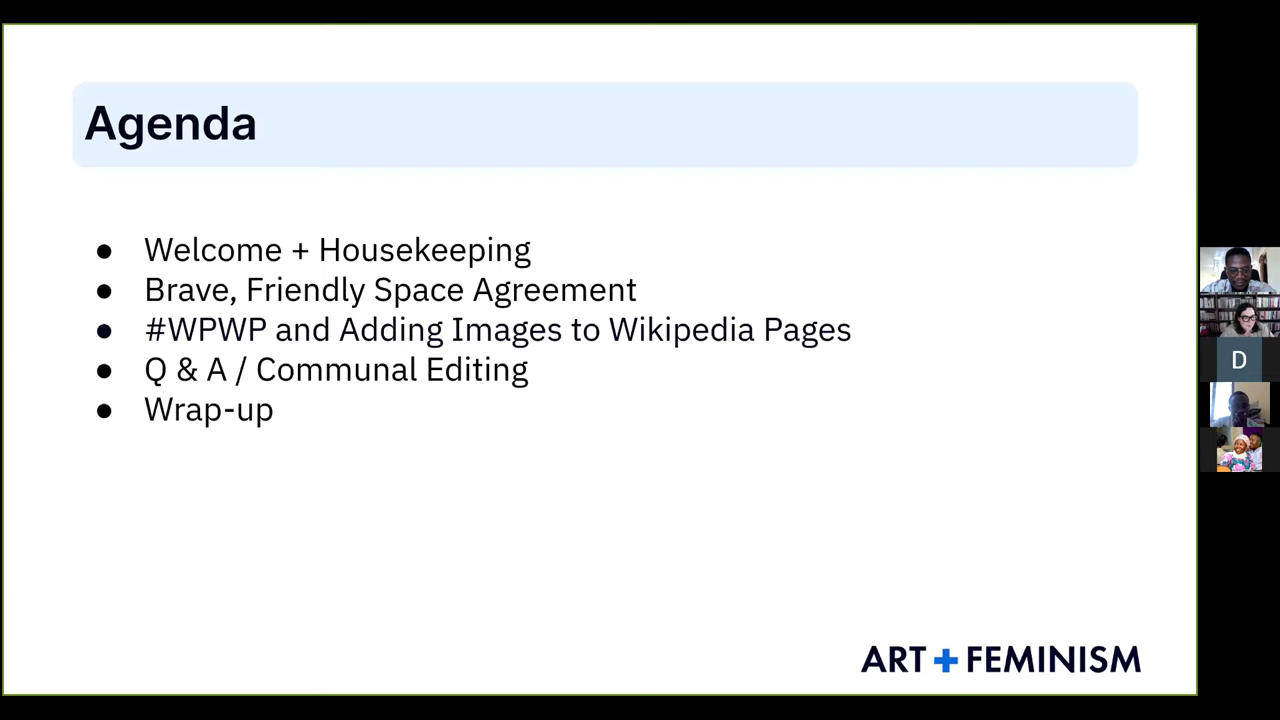 Agenda
● Welcome + Housekeeping
● Brave, Friendly Space Agreement
● #WPWP and Adding Images to Wikipedia Pages
● Q & A / Communal Editing
● Wrap-up
ART + FEMINISM
D